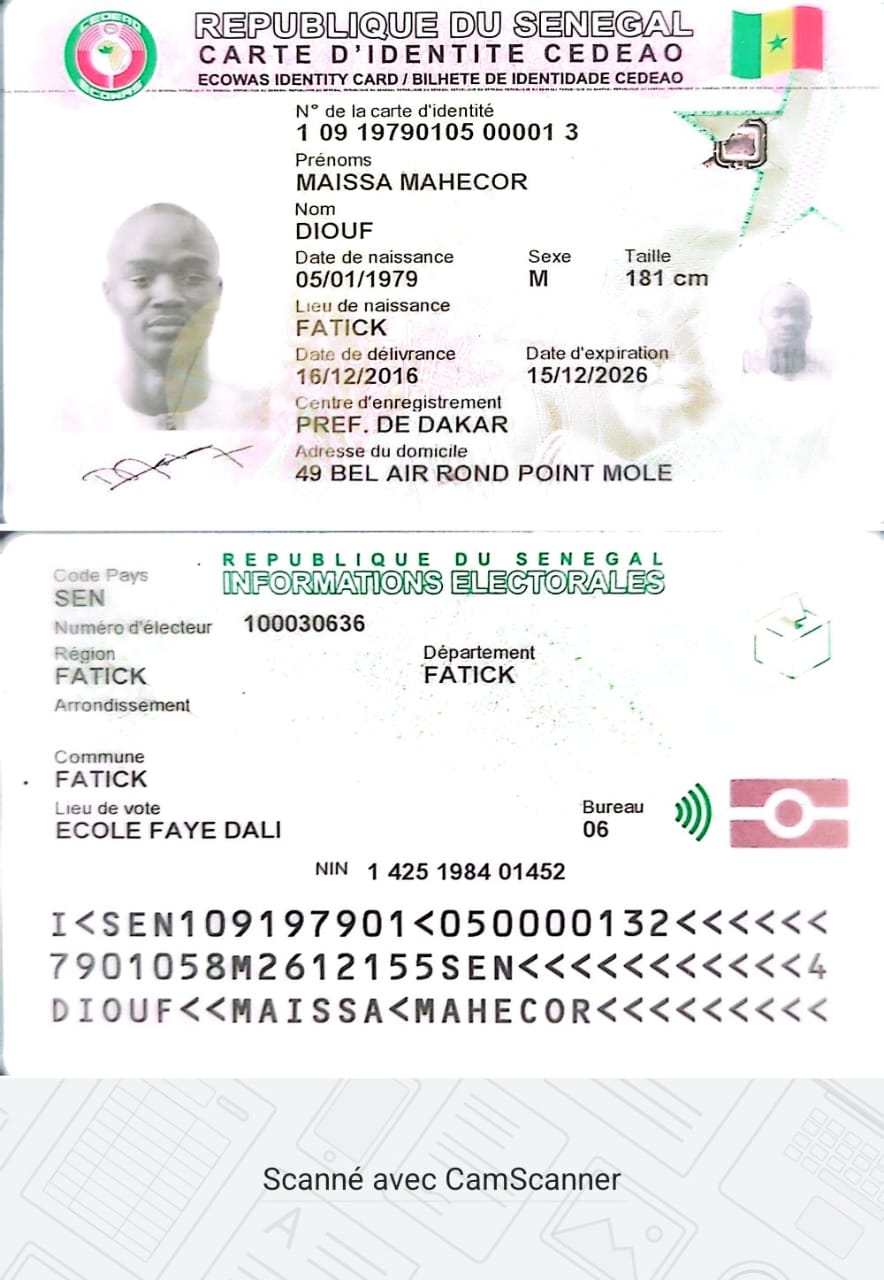 REPUBLIQUE DU SENEGAL
CARTE D'IDENTITE CEDEAO
ECOWAS IDENTITY CARD / BILHETE DE IDENTIDADE CEDEAO
CEDEAO
ECOWAS
N° de la carte d'identité
1 09 19790105 00001 3
Prénoms
MAISSA MAHECOR
Nom
DIOUF
Date de naissance Sexe Taille
05/01/1979 M 181 cm
Lieu de naissance
FATICK
Date de délivrance Date d'expiration
16/12/2016 15/12/2026
Centre d'enregistrement
PREF. DE DAKAR
Adresse du domicile
49 BEL AIR ROND POINT MOLE
REPUBLIQUE DU SENEGAL
INFORMATIONS ELECTORALES
Code Pays
SEN
Numéro d'électeur 100030636
Région Département
FATICK FATICK
Arrondissement
Commune
FATICK
Lieu de vote Bureau
ECOLE FAYE DALI 06
NIN 1 425 1984 01452
I<SEN109197901<050000132<<<<<<
7901058M2612155SEN<<<<<<<<<<<4
DIOUF<<MAISSA<MAHECOR<<<<<<<<<
Scanné avec CamScanner